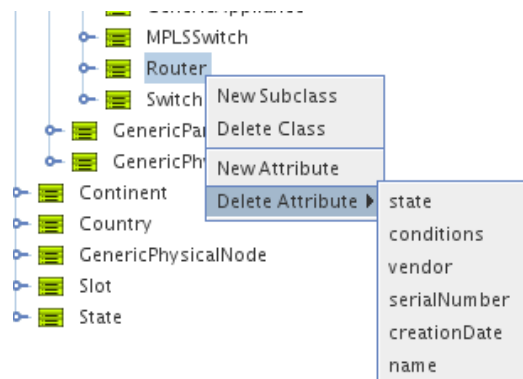 MPLSSwitch
Router
Switch
New Subclass
GenericPa
Delete Class
GenericPhy
New Attribute
Continent
Delete Attribute
state
Country
conditions
GenericPhysicalNode
vendor
Slot
serialNumber
State
creationDate
name